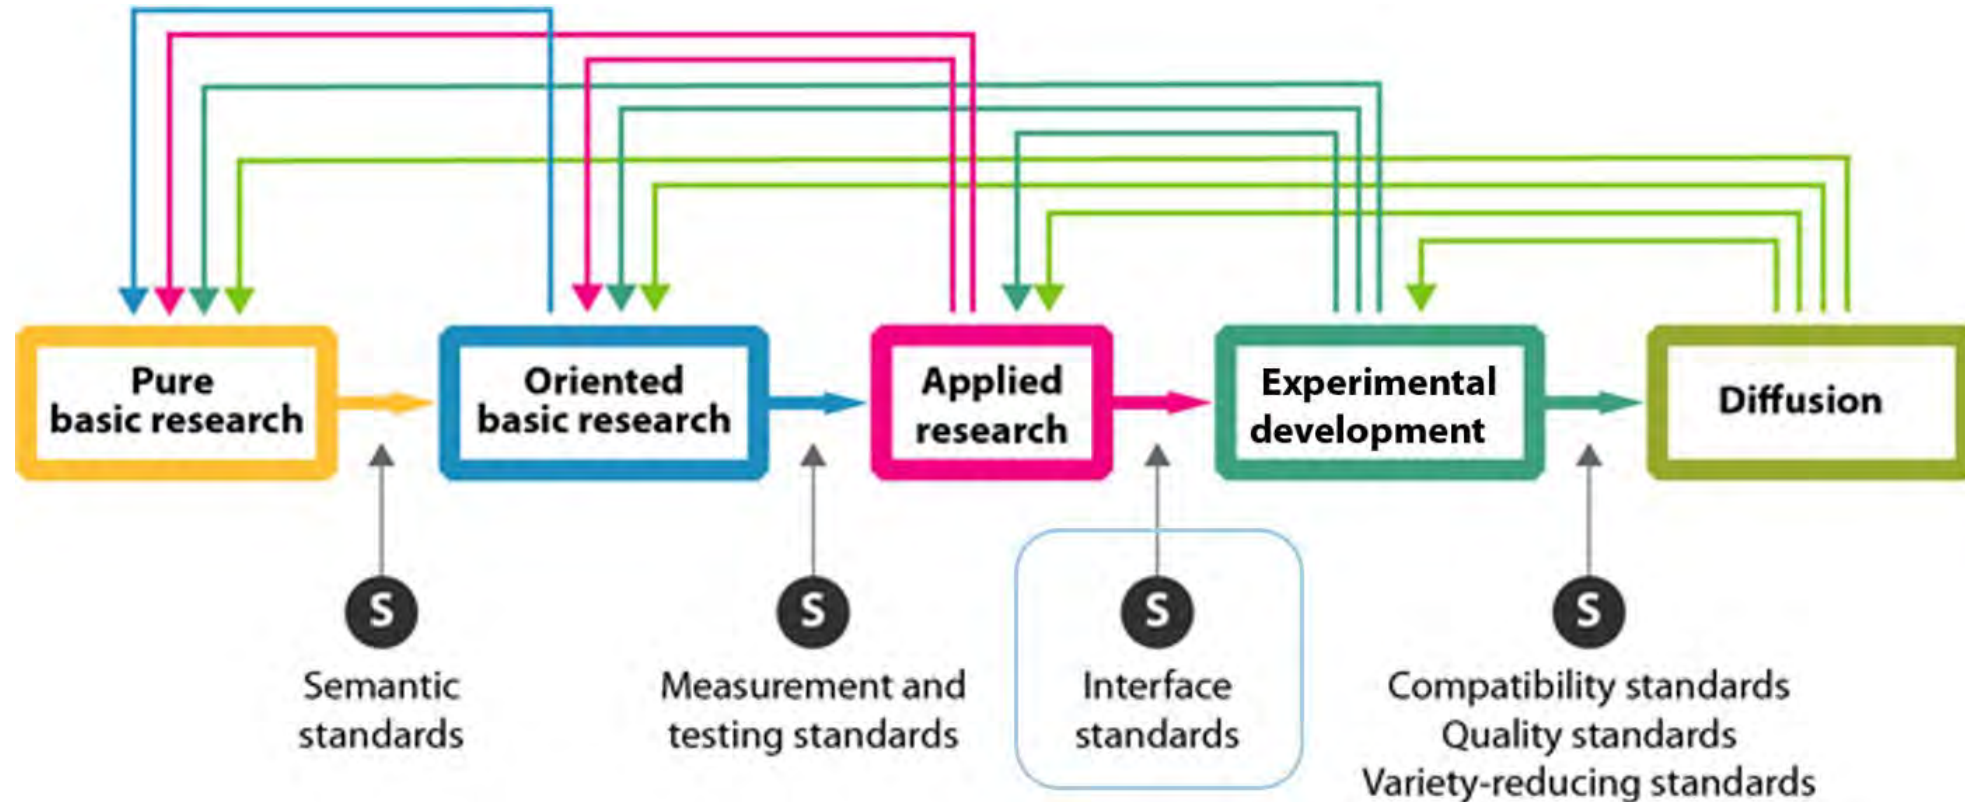 Pure
basic research
Oriented
basic research
Applied
research
Experimental
development
Diffusion
S
Semantic
standards
S
Measurement and
testing standards
S
Interface
standards
S
Compatibility standards
Quality standards
Variety-reducing standards